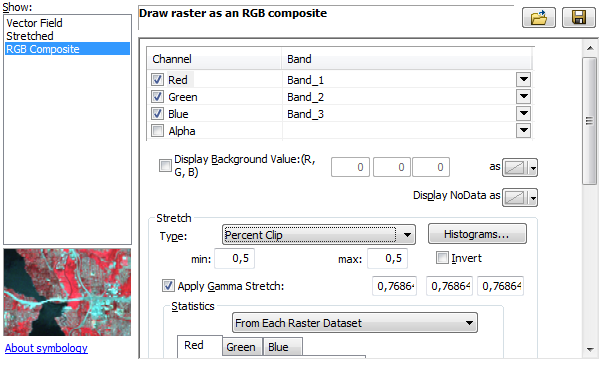 Show:
Vector Field
Stretched
RGB Composite
About symbology
Draw raster as an RGB composite
Channel Band
Red Band_1
Green Band_2
Blue Band_3
Alpha
Display Background Value:(R, G, B) 0 0 0 as
Display NoData as
Stretch
Type: Percent Clip Histograms...
min: 0,5 max: 0,5 Invert
Apply Gamma Stretch: 0,76864 0,76864 0,76864
Statistics
From Each Raster Dataset
Red Green Blue